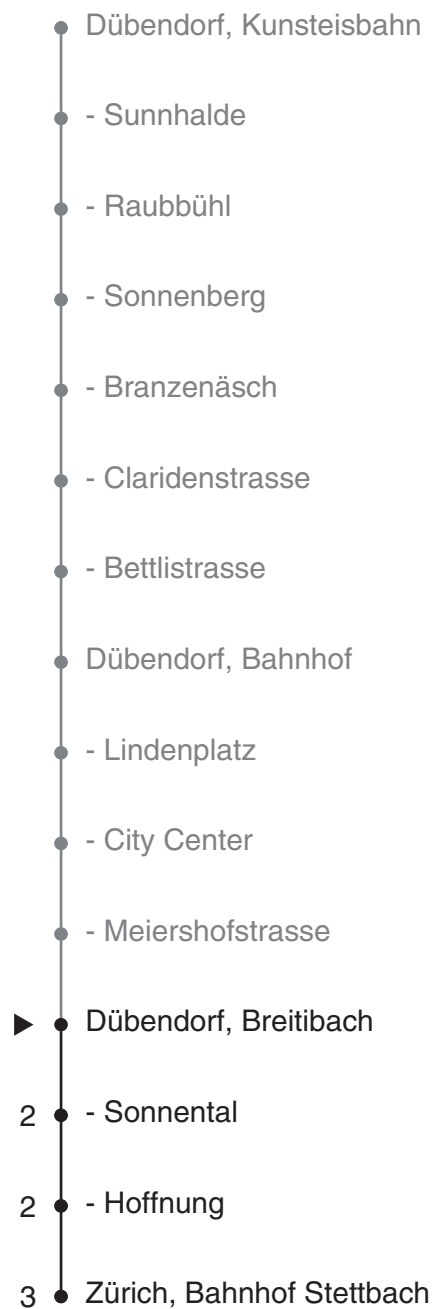 Dübendorf, Kunsteisbahn
- Sunnhalde
- Raubbühl
- Sonnenberg
- Branzenäsch
- Claridenstrasse
- Bettlistrasse
Dübendorf, Bahnhof
- Lindenplatz
- City Center
- Meiershofstrasse
Dübendorf, Breitibach
2 - Sonnental
2 - Hoffnung
3 Zürich, Bahnhof Stettbach